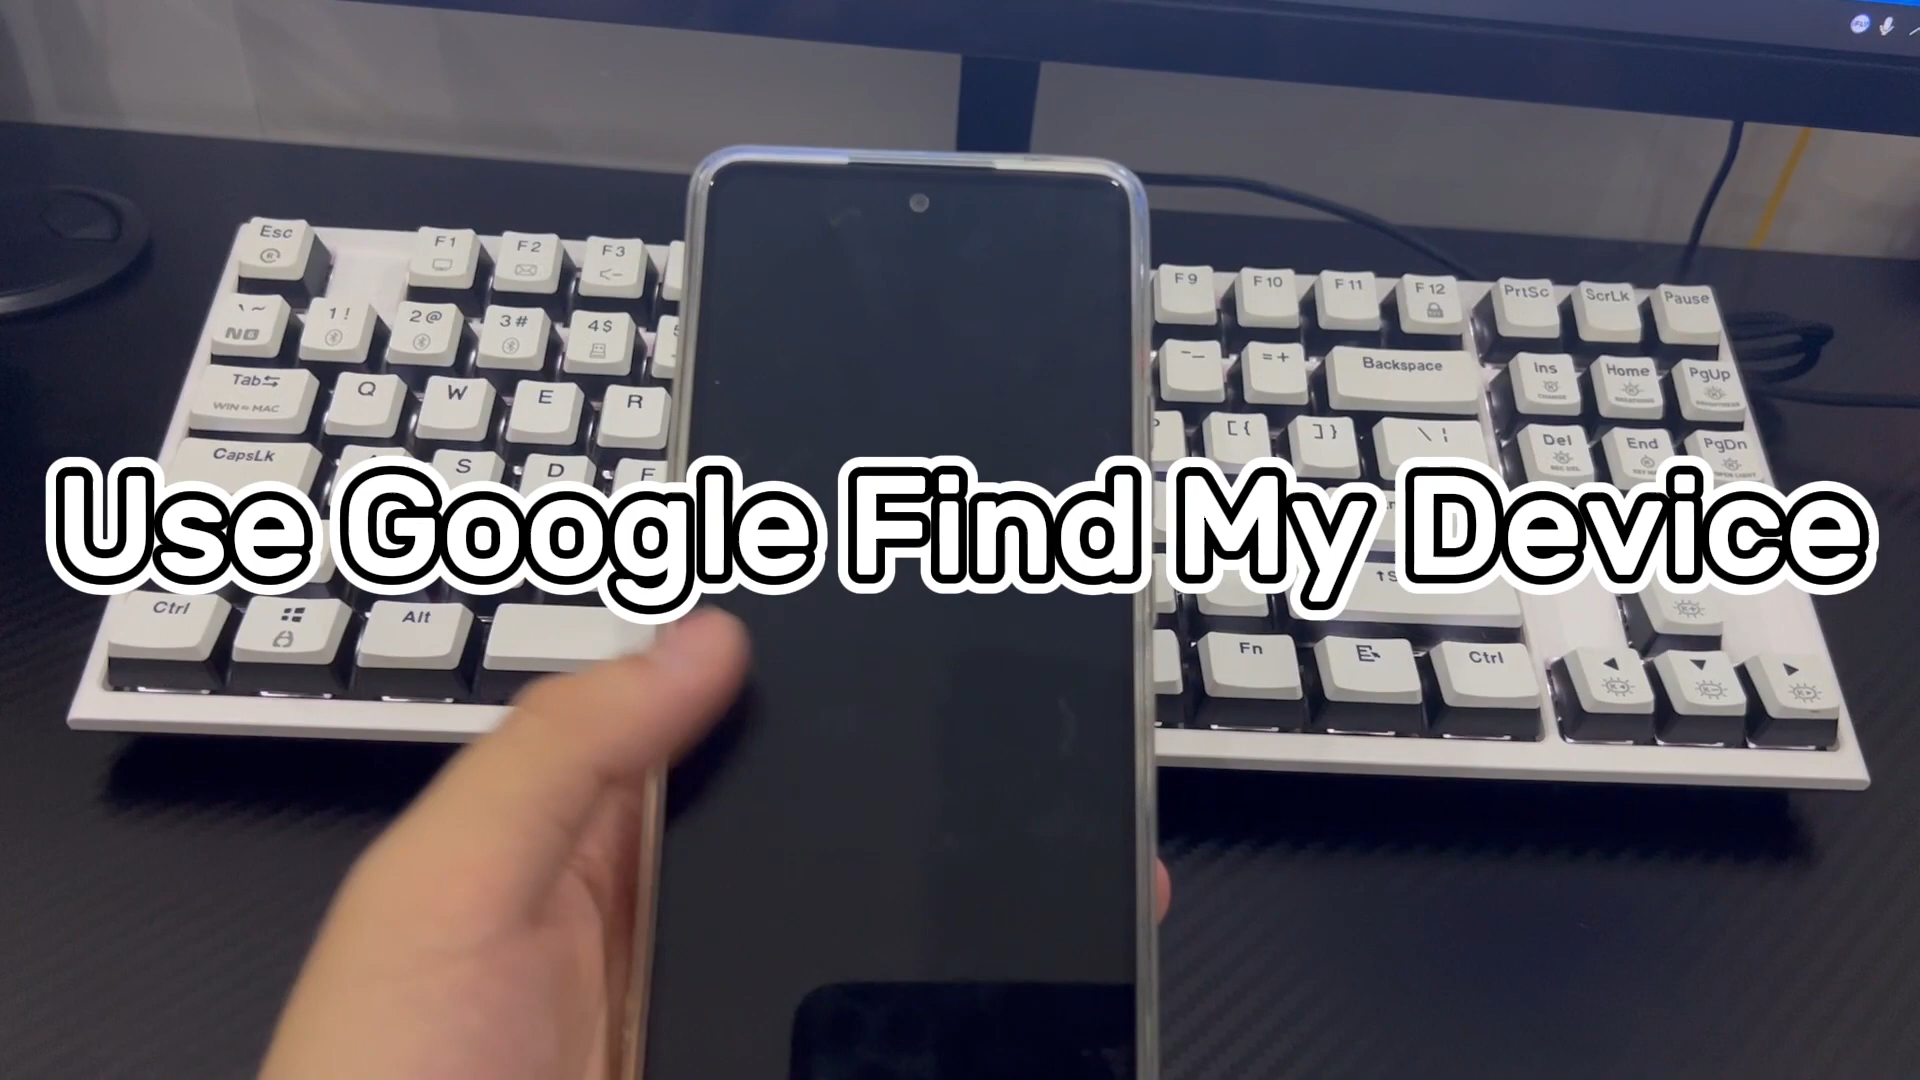 Esc
F1
F2
F3
F9
F10
F11
F12
PrtSc
ScrLk
Pause
\ ~
1 !
2 @
3 #
4 $
- _
= +
Backspace
Ins
Home
PgUp
Tab
WIN ≈ MAC
Q
W
E
R
[ {
] }
\ |
Del
End
PgDn
CapsLk
S
D
F
Use Google Find My Device
Ctrl
Alt
Fn
Ctrl